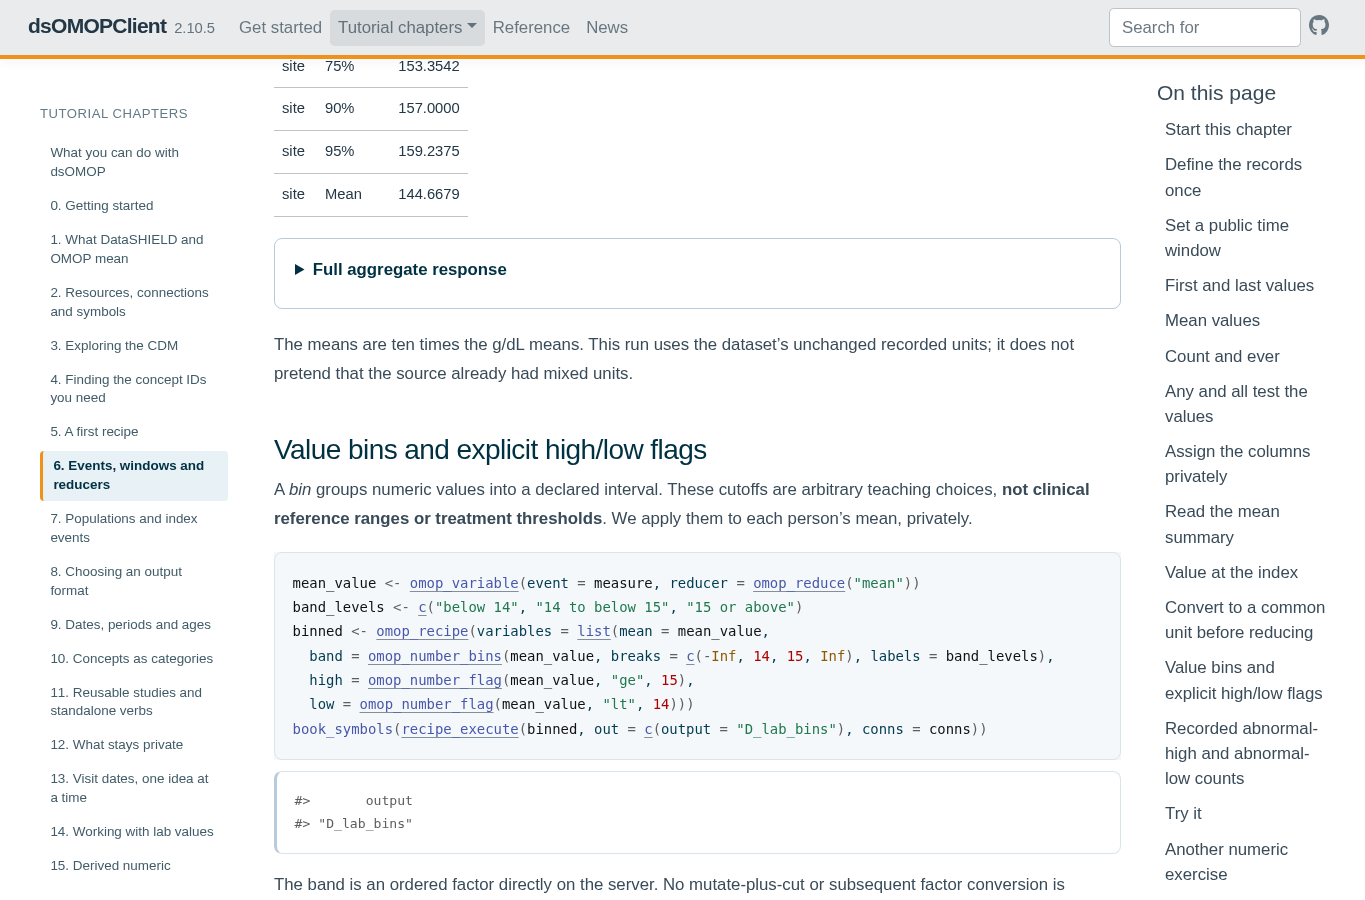 dsOMOPClient 2.10.5 Get started Tutorial chapters Reference News Search for
TUTORIAL CHAPTERS
What you can do with
dsOMOP
0. Getting started
1. What DataSHIELD and
OMOP mean
2. Resources, connections
and symbols
3. Exploring the CDM
4. Finding the concept IDs
you need
5. A first recipe
6. Events, windows and
reducers
7. Populations and index
events
8. Choosing an output
format
9. Dates, periods and ages
10. Concepts as categories
11. Reusable studies and
standalone verbs
12. What stays private
13. Visit dates, one idea at
a time
14. Working with lab values
15. Derived numeric
site 75% 153.3542
site 90% 157.0000
site 95% 159.2375
site Mean 144.6679
Full aggregate response
The means are ten times the g/dL means. This run uses the dataset’s unchanged recorded units; it does not
pretend that the source already had mixed units.
Value bins and explicit high/low flags
A bin groups numeric values into a declared interval. These cutoffs are arbitrary teaching choices, not clinical
reference ranges or treatment thresholds. We apply them to each person’s mean, privately.
mean_value <- omop_variable(event = measure, reducer = omop_reduce("mean"))
band_levels <- c("below 14", "14 to below 15", "15 or above")
binned <- omop_recipe(variables = list(mean = mean_value,
  band = omop_number_bins(mean_value, breaks = c(-Inf, 14, 15, Inf), labels = band_levels),
  high = omop_number_flag(mean_value, "ge", 15),
  low = omop_number_flag(mean_value, "lt", 14)))
book_symbols(recipe_execute(binned, out = c(output = "D_lab_bins"), conns = conns))
#>       output
#> "D_lab_bins"
The band is an ordered factor directly on the server. No mutate-plus-cut or subsequent factor conversion is
On this page
Start this chapter
Define the records
once
Set a public time
window
First and last values
Mean values
Count and ever
Any and all test the
values
Assign the columns
privately
Read the mean
summary
Value at the index
Convert to a common
unit before reducing
Value bins and
explicit high/low flags
Recorded abnormal-
high and abnormal-
low counts
Try it
Another numeric
exercise